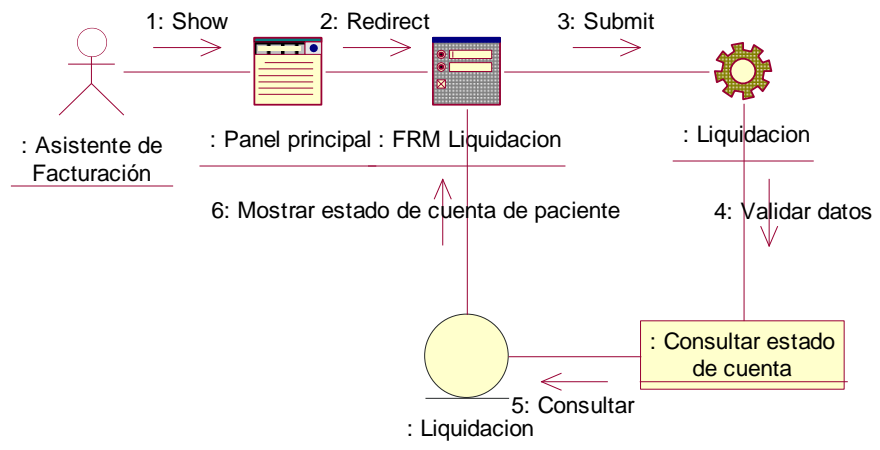 1: Show
2: Redirect
3: Submit
: Asistente de
Facturación
: Panel principal
: FRM Liquidacion
: Liquidacion
6: Mostrar estado de cuenta de paciente
4: Validar datos
: Consultar estado
de cuenta
5: Consultar
: Liquidacion